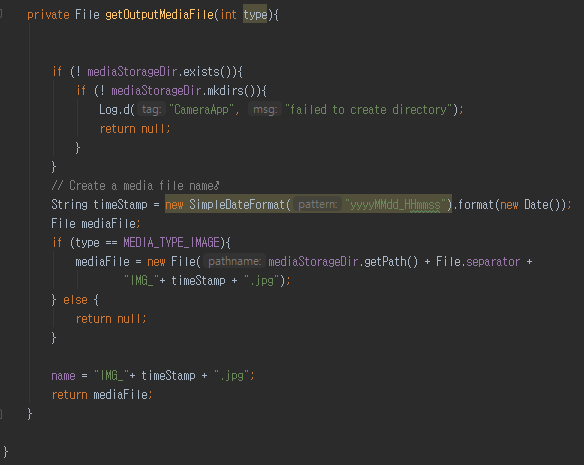 private File getOutputMediaFile(int type){
if (! mediaStorageDir.exists()){
if (! mediaStorageDir.mkdirs()){
Log.d( tag: "CameraApp", msg: "failed to create directory");
return null;
}
}
// Create a media file name♂
String timeStamp = new SimpleDateFormat( pattern: "yyyyMMdd_HHmmss").format(new Date());
File mediaFile;
if (type == MEDIA_TYPE_IMAGE){
mediaFile = new File( pathname: mediaStorageDir.getPath() + File.separator +
"IMG_"+ timeStamp + ".jpg");
} else {
return null;
}
name = "IMG_"+ timeStamp + ".jpg";
return mediaFile;
}
}